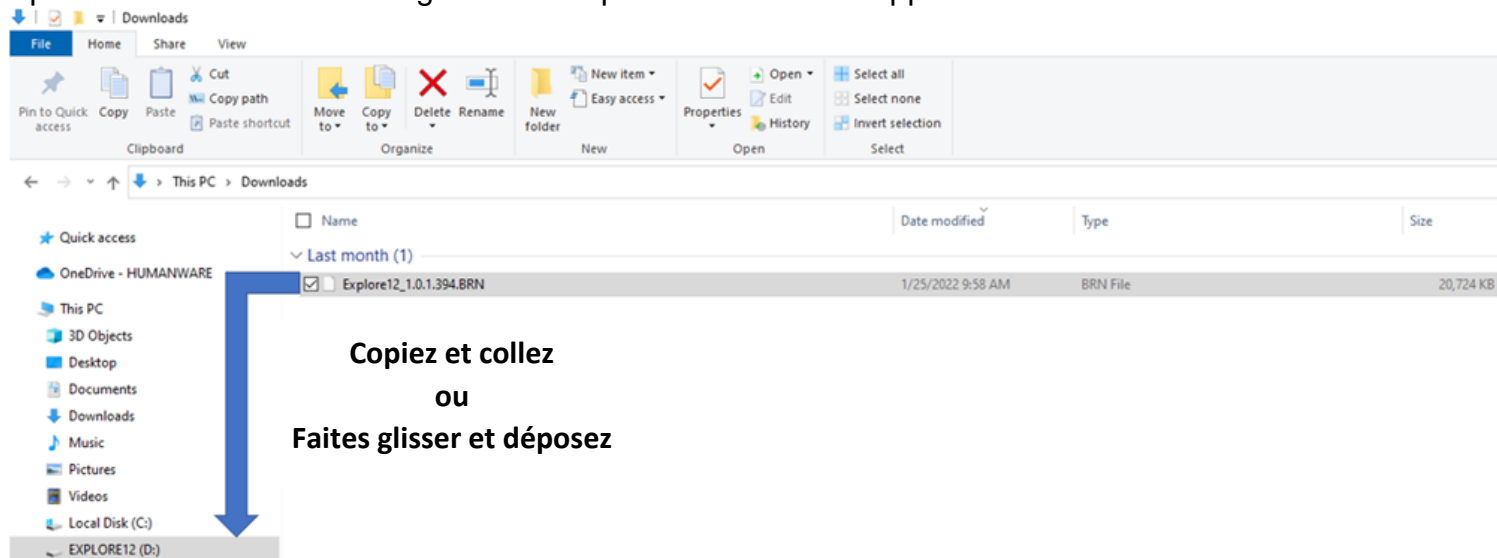 Downloads
File Home Share View
Pin to Quick access
Copy
Paste
Cut
Copy path
Paste shortcut
Clipboard
Move to
Copy to
Delete
Rename
Organize
New folder
New item
Easy access
New
Properties
Open
Edit
History
Open
Select all
Select none
Invert selection
Select
This PC > Downloads
Name Date modified Type Size
Last month (1)
Explore12_1.0.1.394.BRN 1/25/2022 9:58 AM BRN File 20,724 KB
Quick access
OneDrive - HUMANWARE
This PC
3D Objects
Desktop
Documents
Downloads
Music
Pictures
Videos
Local Disk (C:)
EXPLORE12 (D:)
Copiez et collez
ou
Faites glisser et déposez